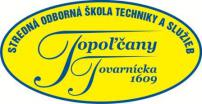 STREDNÁ ODBORNÁ ŠKOLA TECHNIKY A SLUŽIEB
Topoľčany
Tovarnícka
1609